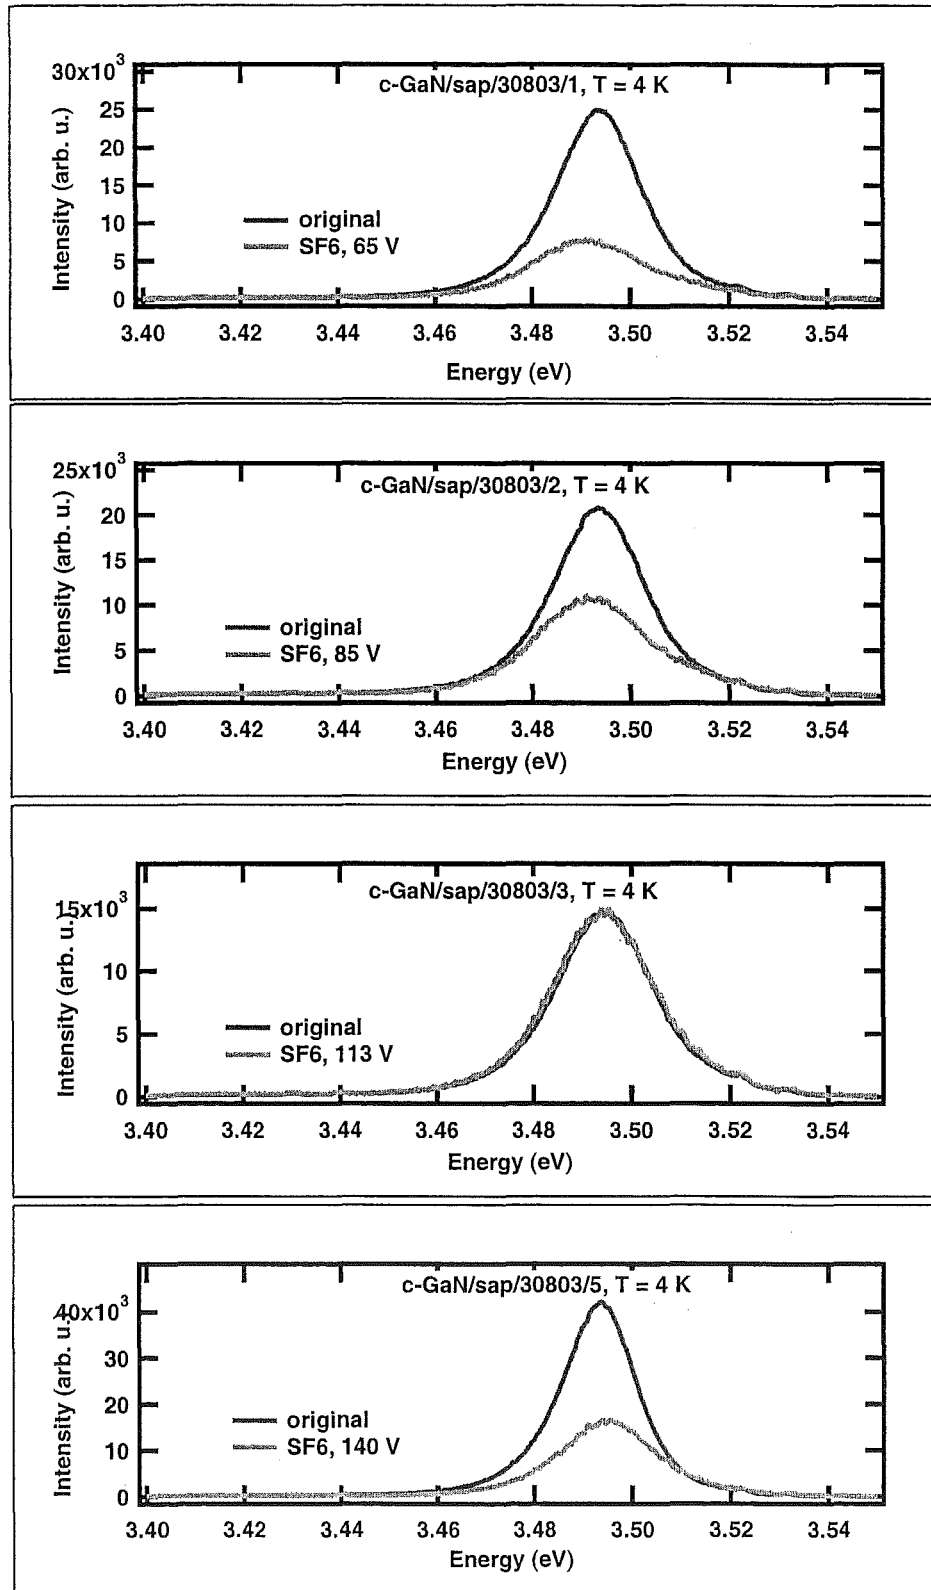 30x10³
c-GaN/sap/30803/1, T = 4 K
25
20
15
10
5
0
Intensity (arb. u.)
original
SF6, 65 V
3.40 3.42 3.44 3.46 3.48 3.50 3.52 3.54
Energy (eV)
25x10³
c-GaN/sap/30803/2, T = 4 K
20
15
10
5
0
Intensity (arb. u.)
original
SF6, 85 V
3.40 3.42 3.44 3.46 3.48 3.50 3.52 3.54
Energy (eV)
c-GaN/sap/30803/3, T = 4 K
15x10³
10
5
0
Intensity (arb. u.)
original
SF6, 113 V
3.40 3.42 3.44 3.46 3.48 3.50 3.52 3.54
Energy (eV)
c-GaN/sap/30803/5, T = 4 K
40x10³
30
20
10
0
Intensity (arb. u.)
original
SF6, 140 V
3.40 3.42 3.44 3.46 3.48 3.50 3.52 3.54
Energy (eV)